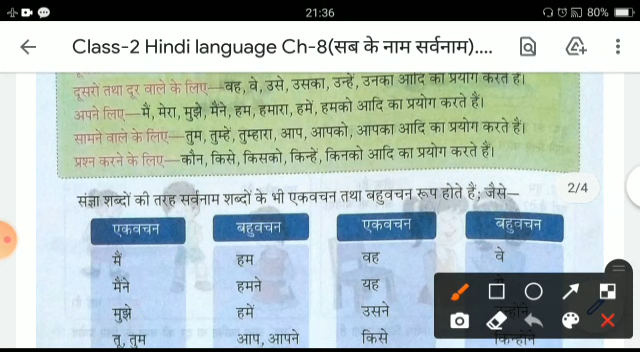 21:36
80%
Class-2 Hindi language Ch-8(सब के नाम सर्वनाम)....
दूसरों तथा दूर वाले के लिए—वह, वे, उसे, उसका, उन्हें, उनका आदि का प्रयोग करते हैं।
अपने लिए—मैं, मेरा, मुझे, मैंने, हम, हमारा, हमें, हमको आदि का प्रयोग करते हैं।
सामने वाले के लिए—तुम, तुम्हें, तुम्हारा, आप, आपको, आपका आदि का प्रयोग करते हैं।
प्रश्न करने के लिए—कौन, किसे, किसको, किन्हें, किनको आदि का प्रयोग करते हैं।
2/4
संज्ञा शब्दों की तरह सर्वनाम शब्दों के भी एकवचन तथा बहुवचन रूप होते हैं; जैसे—
एकवचन बहुवचन एकवचन बहुवचन
मैं हम वह वे
मैंने हमने यह
मुझे हमें उसने
तू, तुम आप, आपने किसे किन्होंने